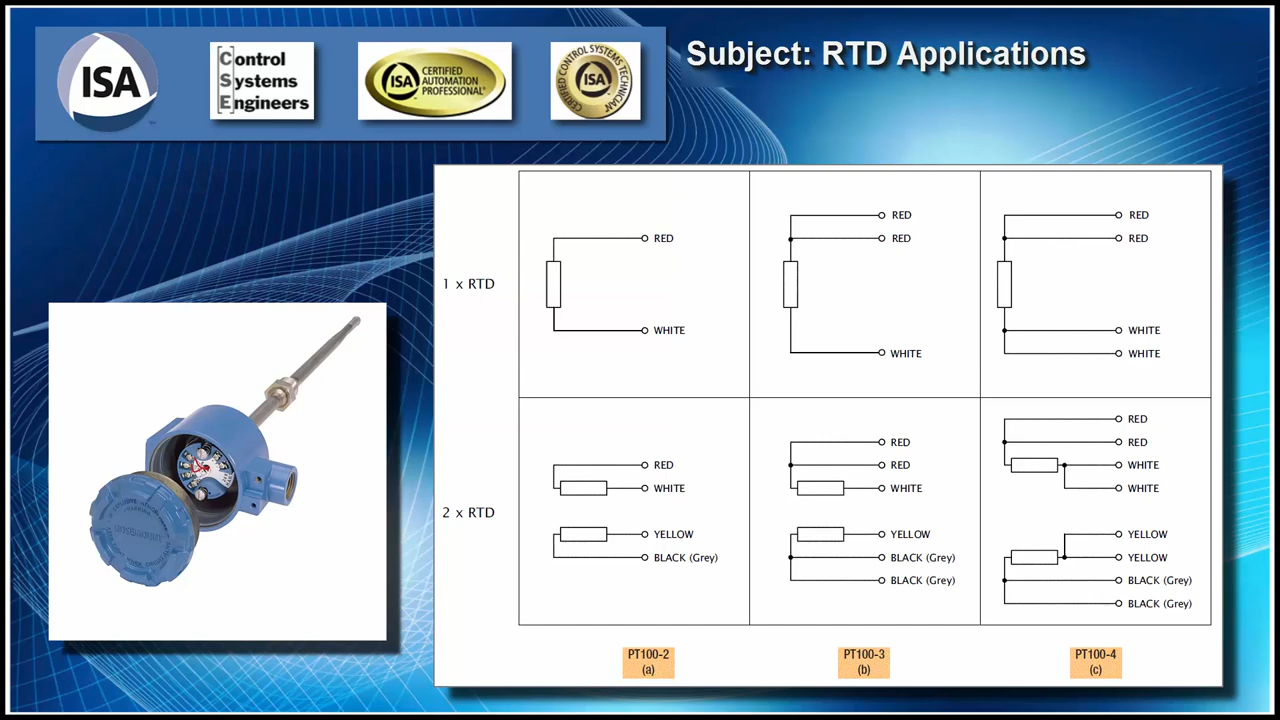 Subject: RTD Applications
ISA
Control
Systems
Engineers
ISA
CERTIFIED
AUTOMATION
PROFESSIONAL®
CERTIFIED CONTROL SYSTEMS TECHNICIAN
ISA
1 x RTD
RED
WHITE
RED
RED
WHITE
RED
RED
WHITE
WHITE
2 x RTD
RED
WHITE
YELLOW
BLACK (Grey)
RED
RED
WHITE
YELLOW
BLACK (Grey)
BLACK (Grey)
RED
RED
WHITE
WHITE
YELLOW
YELLOW
BLACK (Grey)
BLACK (Grey)
PT100-2
(a)
PT100-3
(b)
PT100-4
(c)